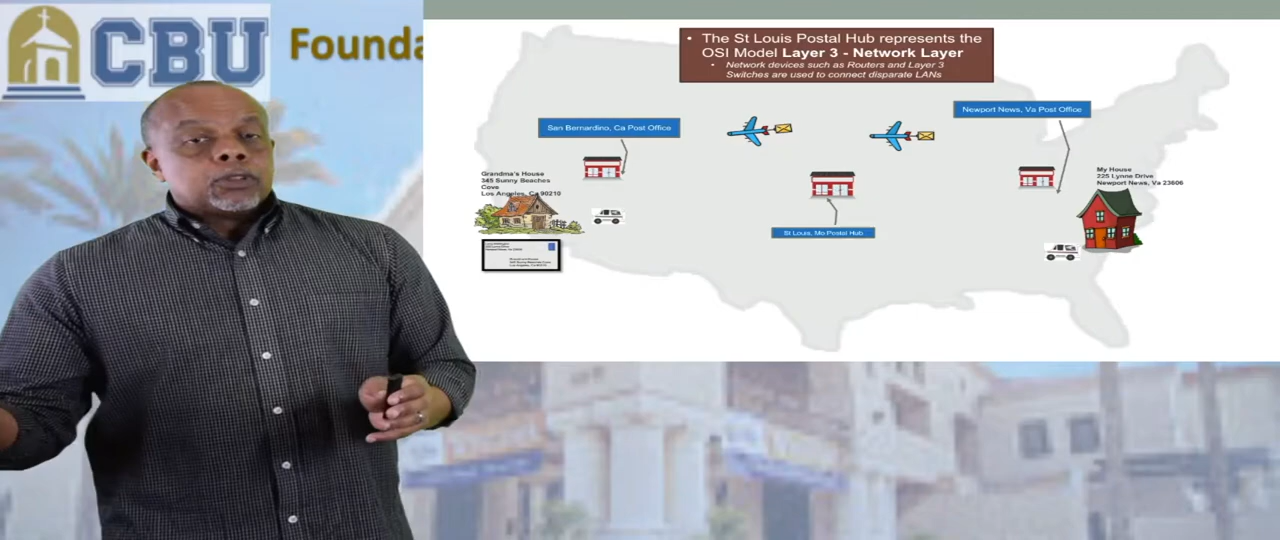 CBU
Founda
• The St Louis Postal Hub represents the
OSI Model Layer 3 - Network Layer
• Network devices such as Routers and Layer 3
Switches are used to connect disparate LANs
Newport News, Va Post Office
San Bernardino, Ca Post Office
Grandma's House
345 Sunny Beaches
Cove
Los Angeles, Ca 90210
My House
225 Lynne Drive
Newport News, Va 23606
St Louis, Mo Postal Hub